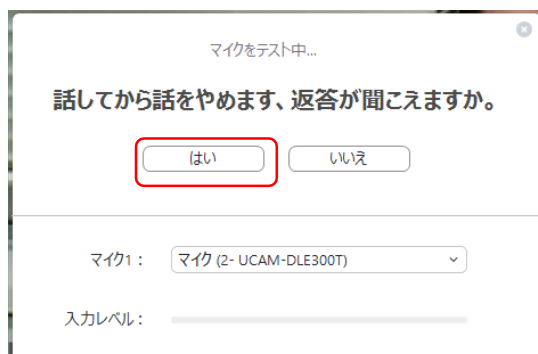 マイクをテスト中...
話してから話をやめます、返答が聞こえますか。
はい いいえ
マイク1： マイク (2- UCAM-DLE300T)
入力レベル：